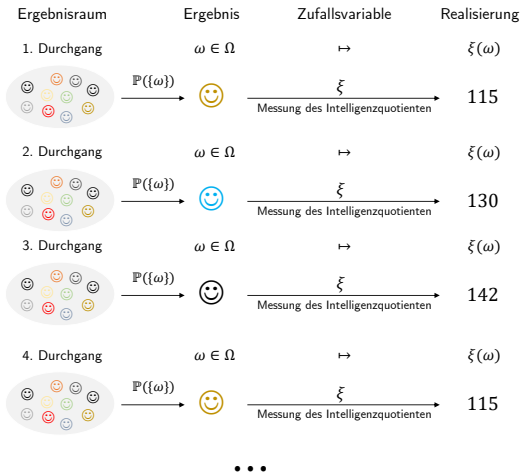 Ergebnisraum Ergebnis Zufallsvariable Realisierung
1. Durchgang ω ∈ Ω ↦ ξ(ω)
ℙ({ω}) ξ 115
Messung des Intelligenzquotienten
2. Durchgang ω ∈ Ω ↦ ξ(ω)
ℙ({ω}) ξ 130
Messung des Intelligenzquotienten
3. Durchgang ω ∈ Ω ↦ ξ(ω)
ℙ({ω}) ξ 142
Messung des Intelligenzquotienten
4. Durchgang ω ∈ Ω ↦ ξ(ω)
ℙ({ω}) ξ 115
Messung des Intelligenzquotienten
•••